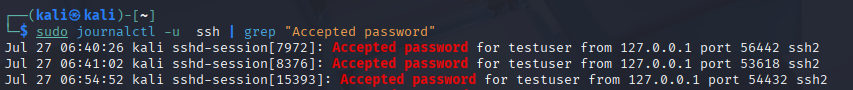 ┌──(kali㉿kali)-[~]
└─$ sudo journalctl -u  ssh | grep "Accepted password"
Jul 27 06:40:26 kali sshd-session[7972]: Accepted password for testuser from 127.0.0.1 port 56442 ssh2
Jul 27 06:41:02 kali sshd-session[8376]: Accepted password for testuser from 127.0.0.1 port 53618 ssh2
Jul 27 06:54:52 kali sshd-session[15393]: Accepted password for testuser from 127.0.0.1 port 54432 ssh2